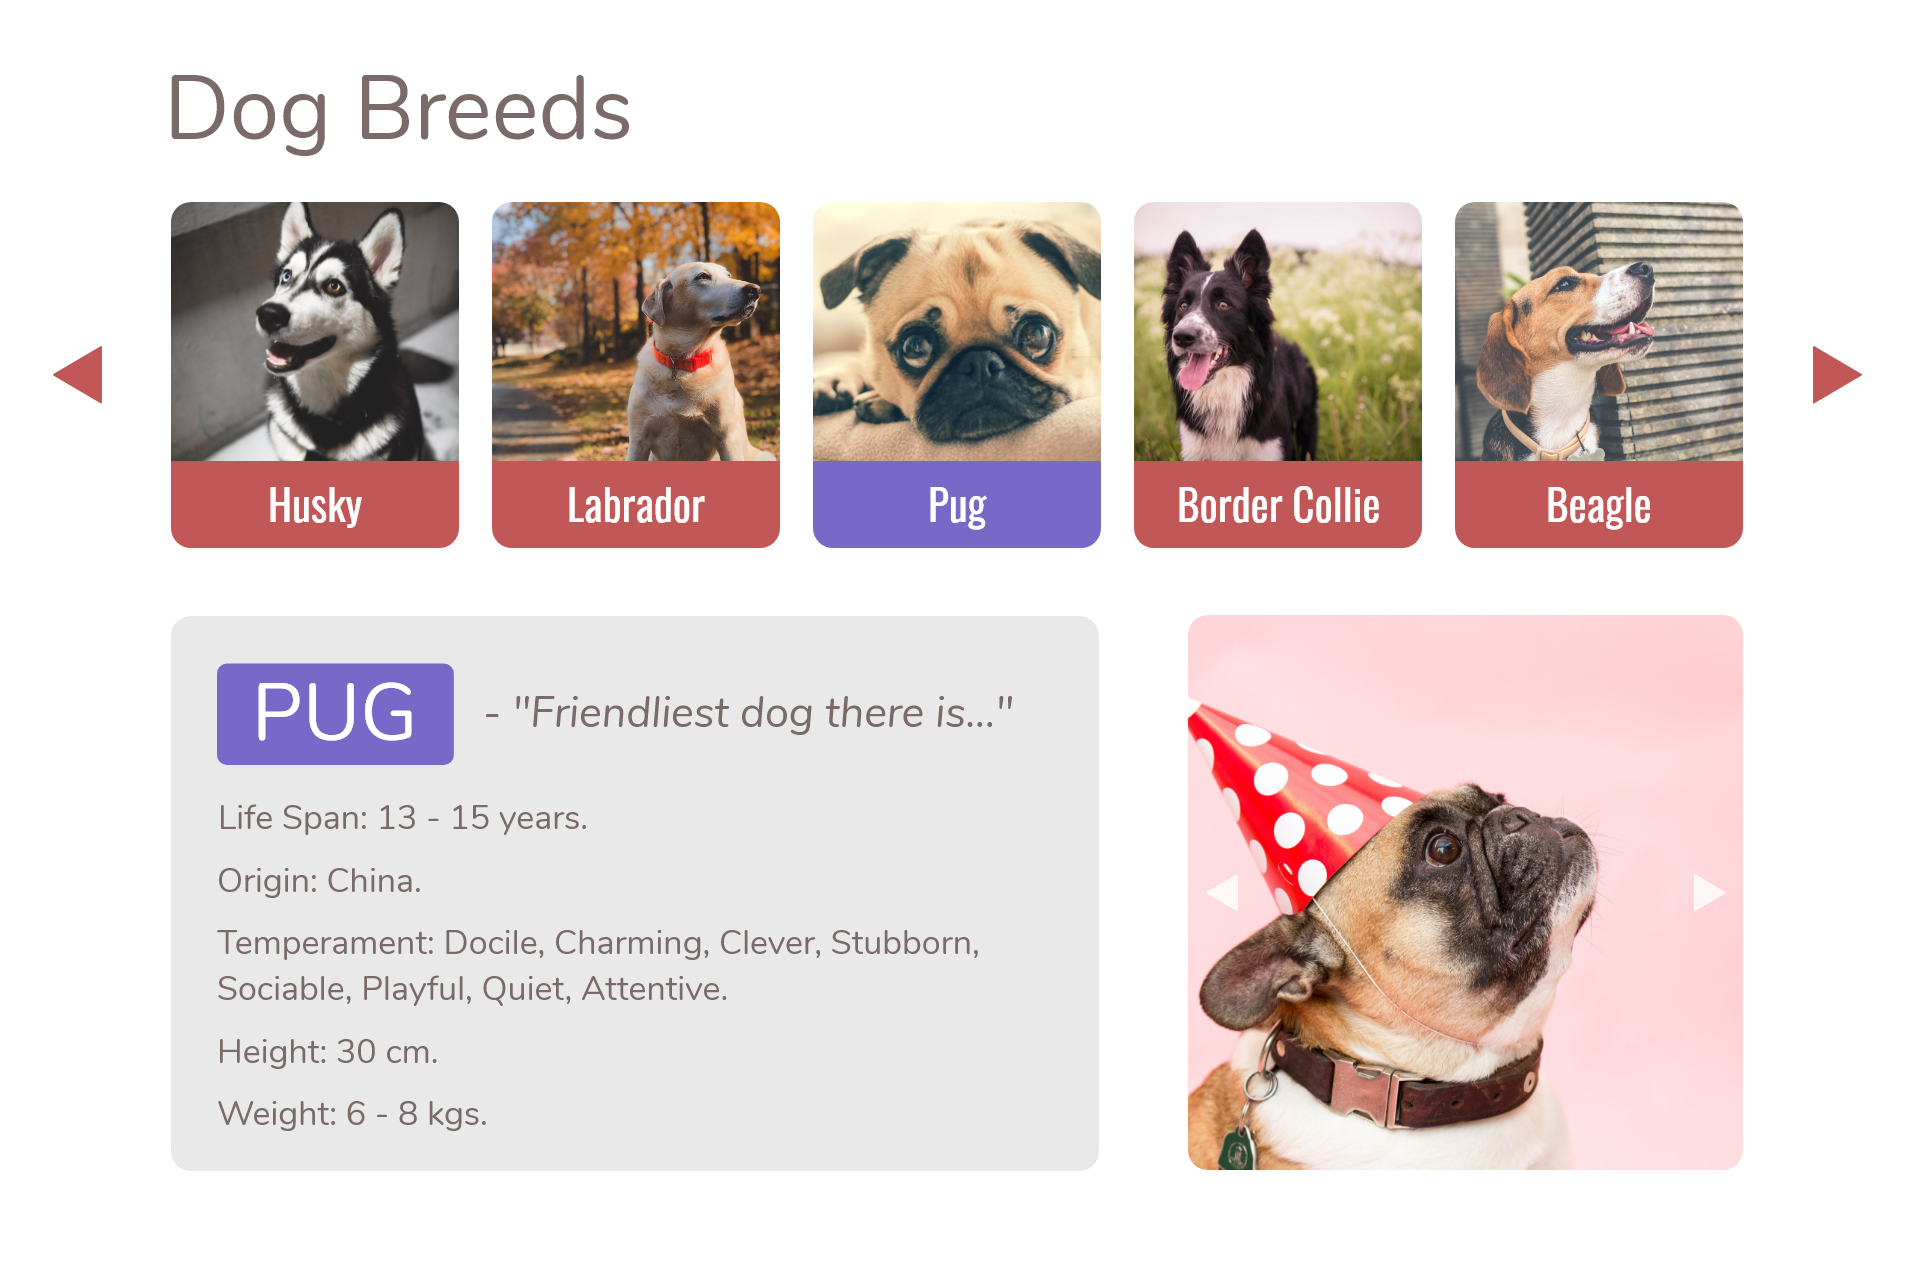 Dog Breeds
Husky
Labrador
Pug
Border Collie
Beagle
PUG
- "Friendliest dog there is..."
Life Span: 13 - 15 years.
Origin: China.
Temperament: Docile, Charming, Clever, Stubborn,
Sociable, Playful, Quiet, Attentive.
Height: 30 cm.
Weight: 6 - 8 kgs.